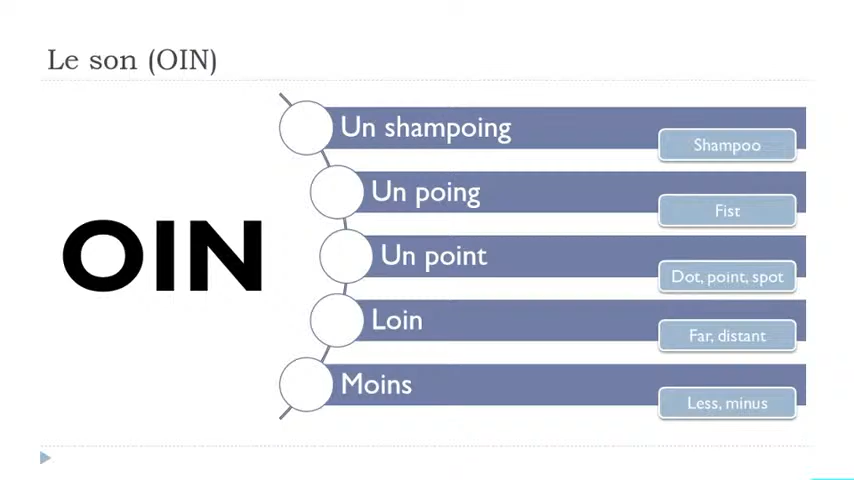 Le son (OIN)
OIN
Un shampoing
Shampoo
Un poing
Fist
Un point
Dot, point, spot
Loin
Far, distant
Moins
Less, minus